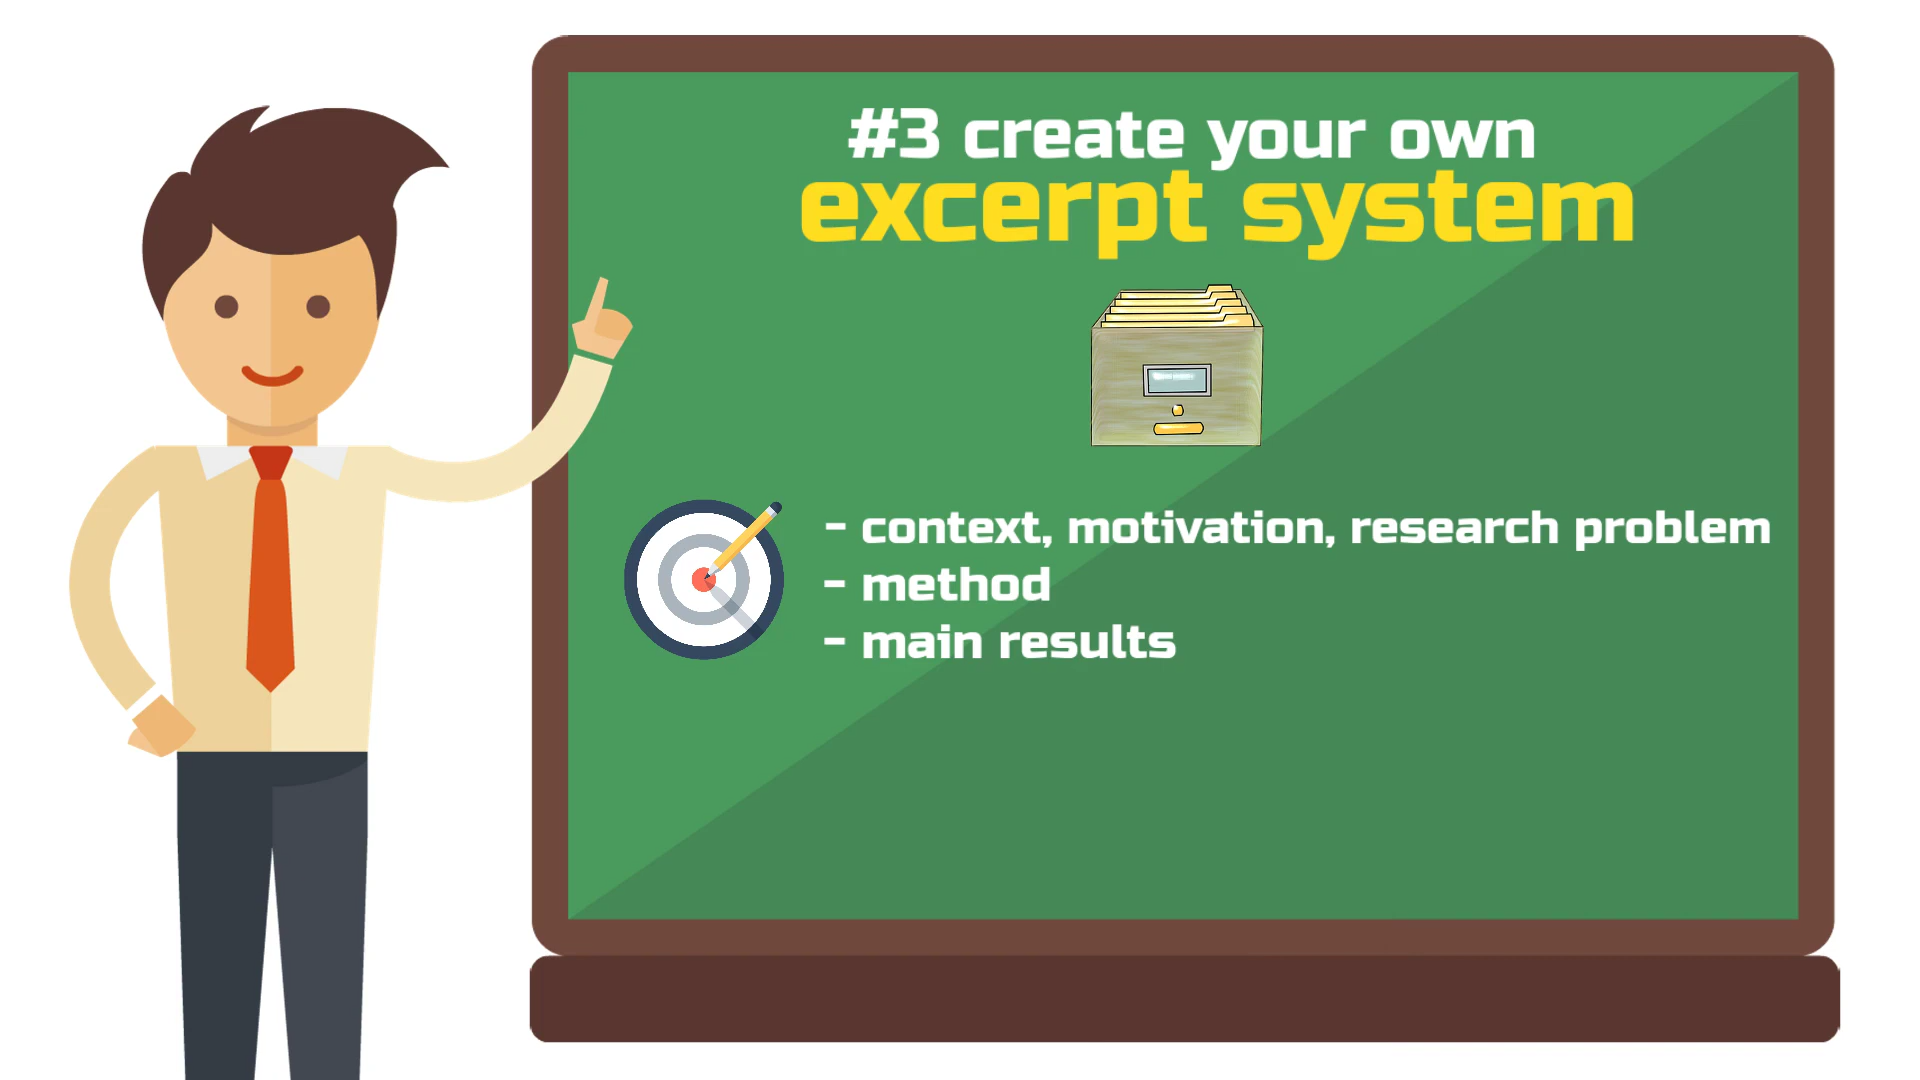 #3 create your own
excerpt system
- context, motivation, research problem
- method
- main results